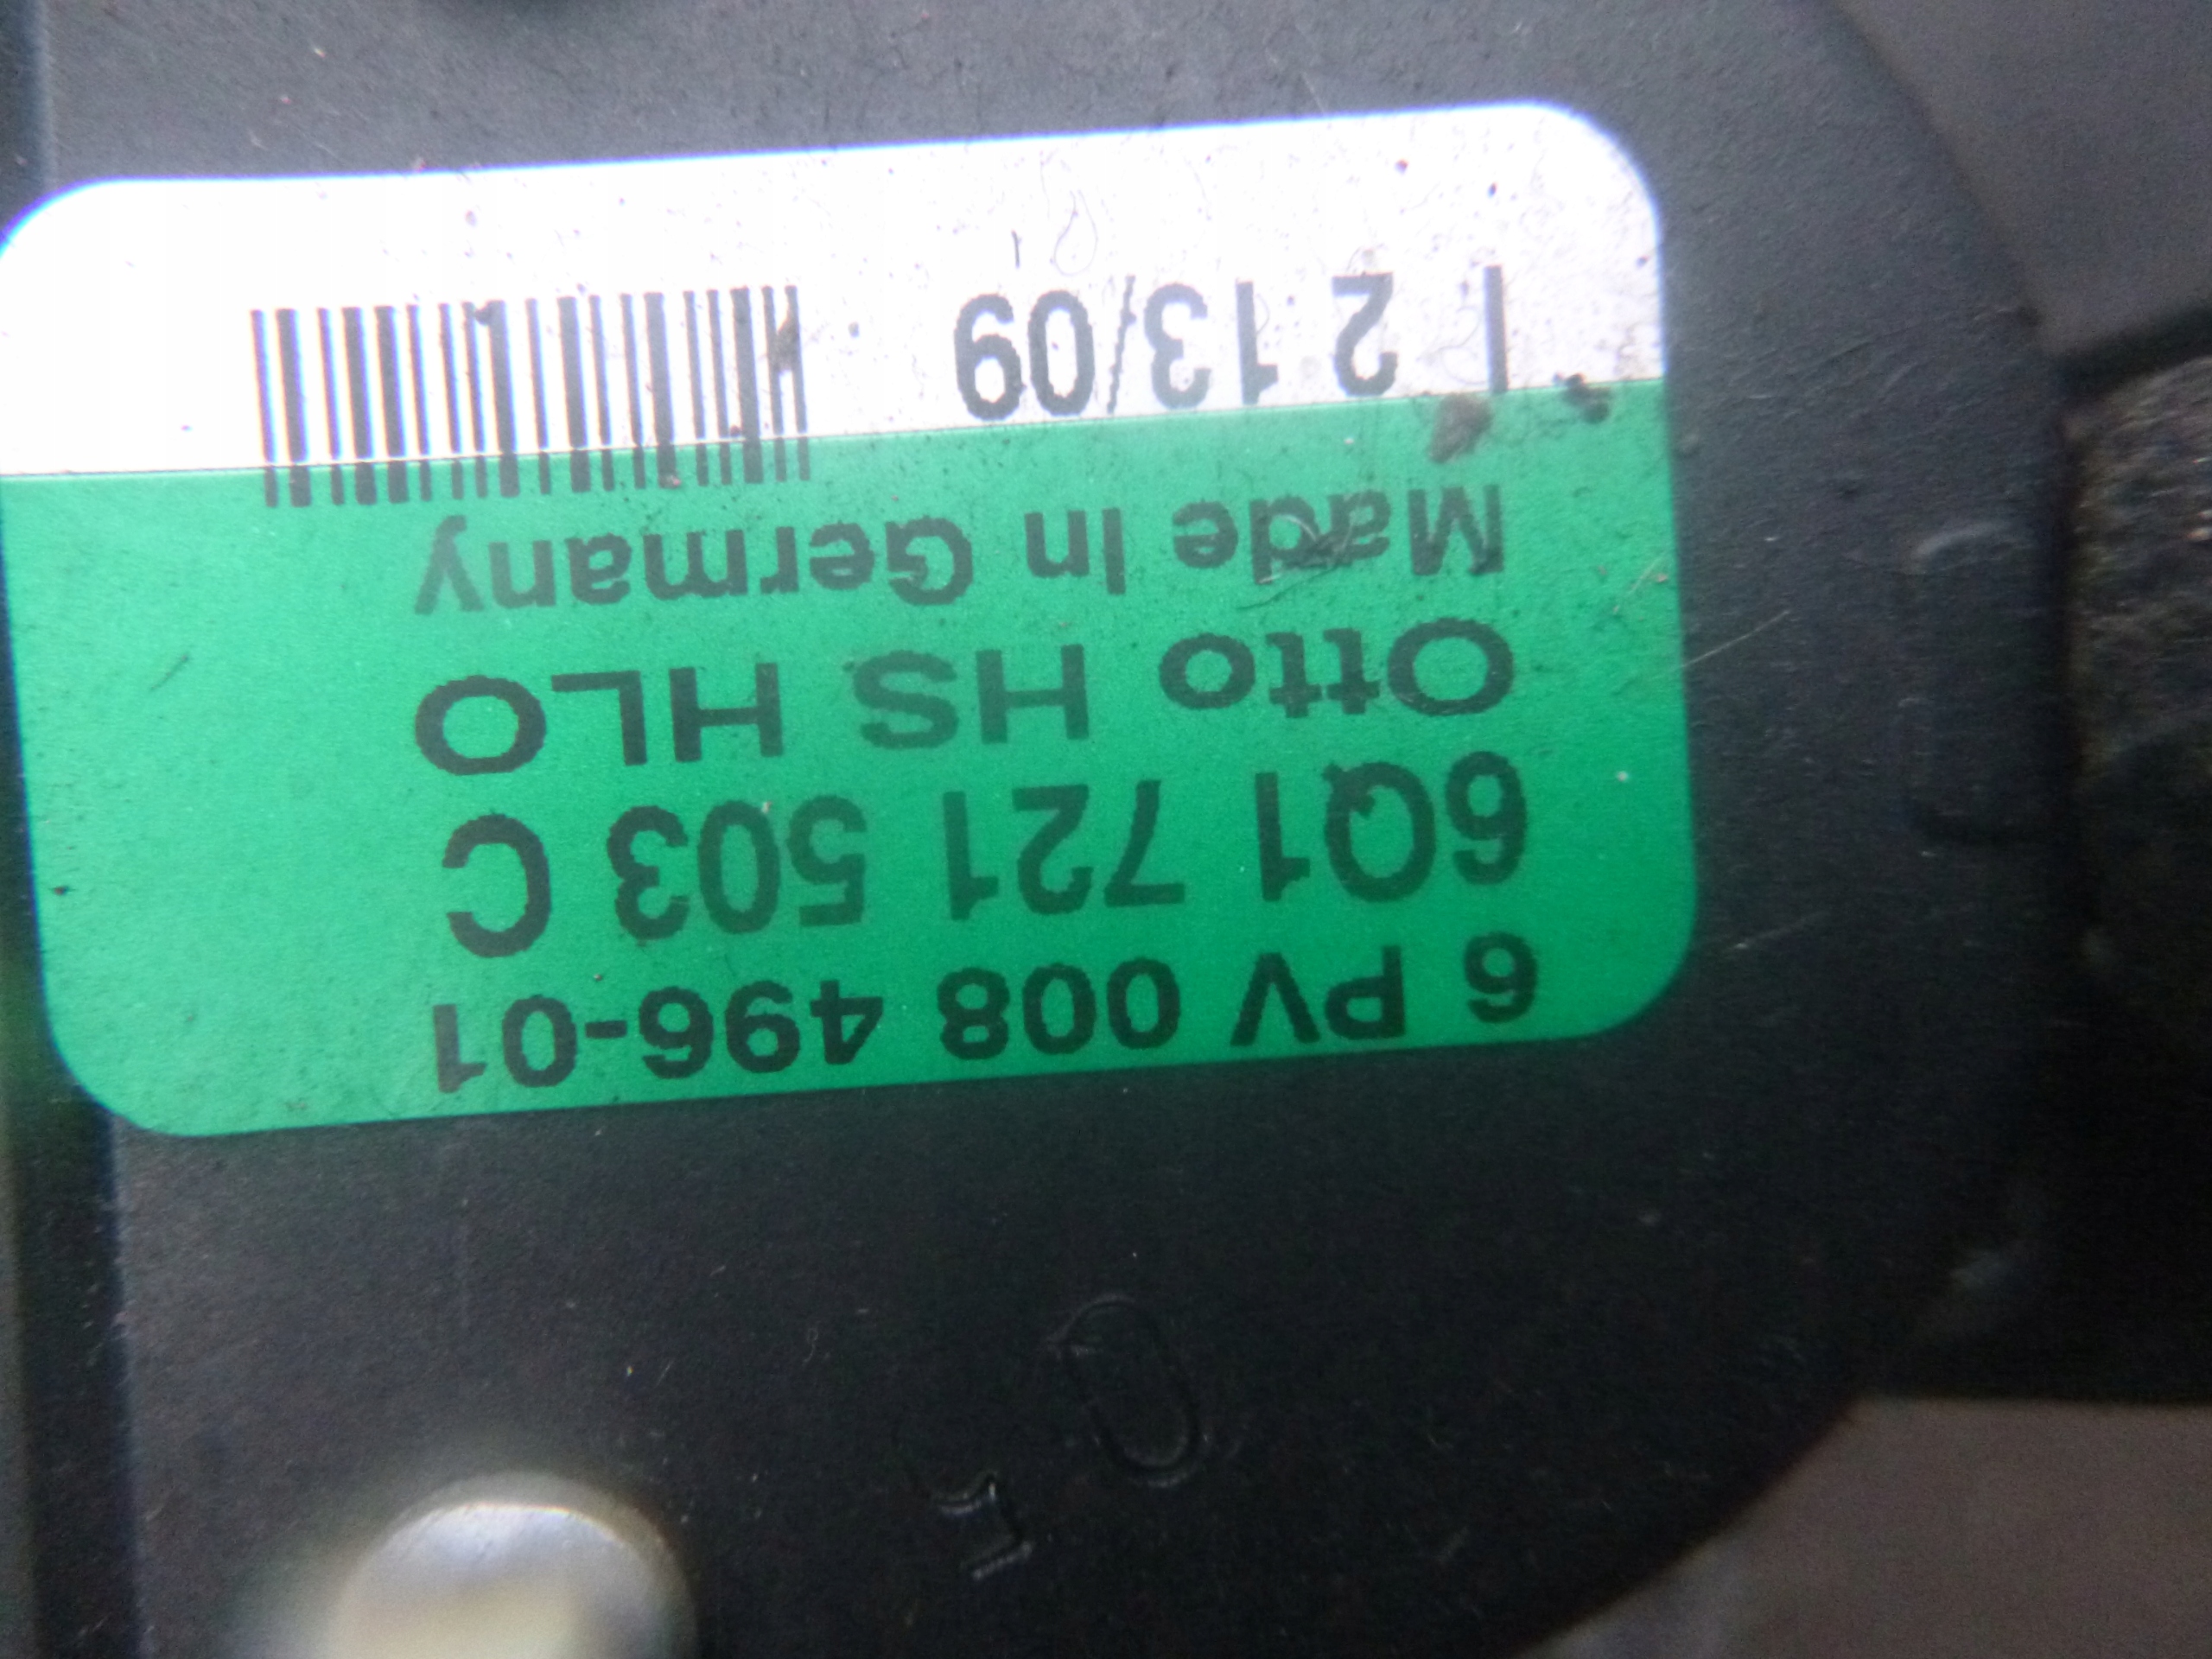 6 PV 008 496-01
6Q1 721 503 C
Otto HS HLO
Made in Germany
I 2 13/09